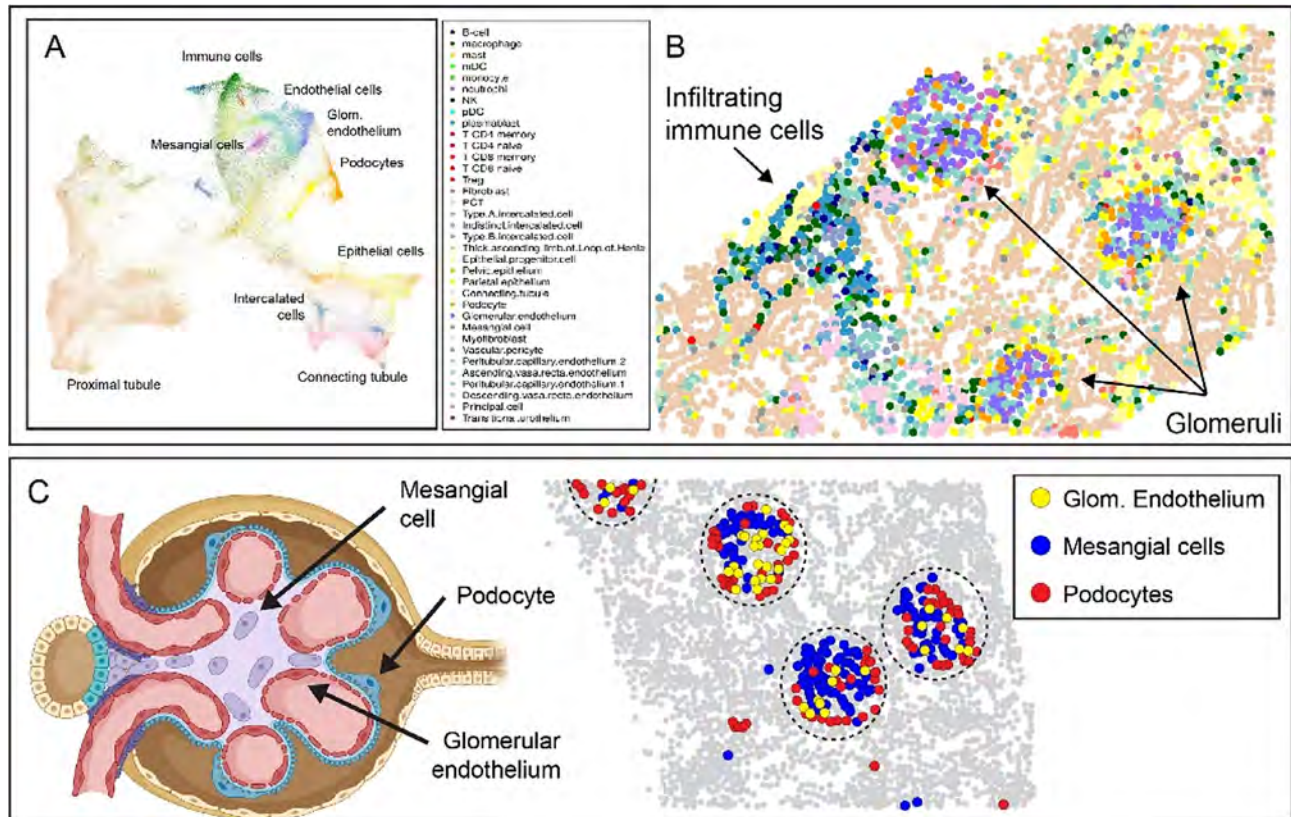 A
Immune cells
Endothelial cells
Glom.
endothelium
Mesangial cells
Podocytes
Epithelial cells
Intercalated
cells
Proximal tubule
Connecting tubule
B-cell
macrophage
mast
mDC
monocyte
neutrophil
NK
pDC
plasmablast
T CD4 memory
T CD4 naive
T CD8 memory
T CD8 naive
Treg
Fibroblast
PCT
Type.A.intercalated.cell
Indistinct.intercalated.cell
Type.B.intercalated.cell
Thick.ascending.limb.of.Loop.of.Henle
Epithelial.progenitor.cell
Pelvic.epithelium
Parietal.epithelium
Connecting.tubule
Podocyte
Glomerular.endothelium
Mesangial.cell
Myofibroblast
Vascular.pericyte
Peritubular.capillary.endothelium.2
Ascending.vasa.recta.endothelium
Peritubular.capillary.endothelium.1
Descending.vasa.recta.endothelium
Principal.cell
Transitional.urothelium
B
Infiltrating
immune cells
Glomeruli
C
Mesangial
cell
Podocyte
Glomerular
endothelium
Glom. Endothelium
Mesangial cells
Podocytes